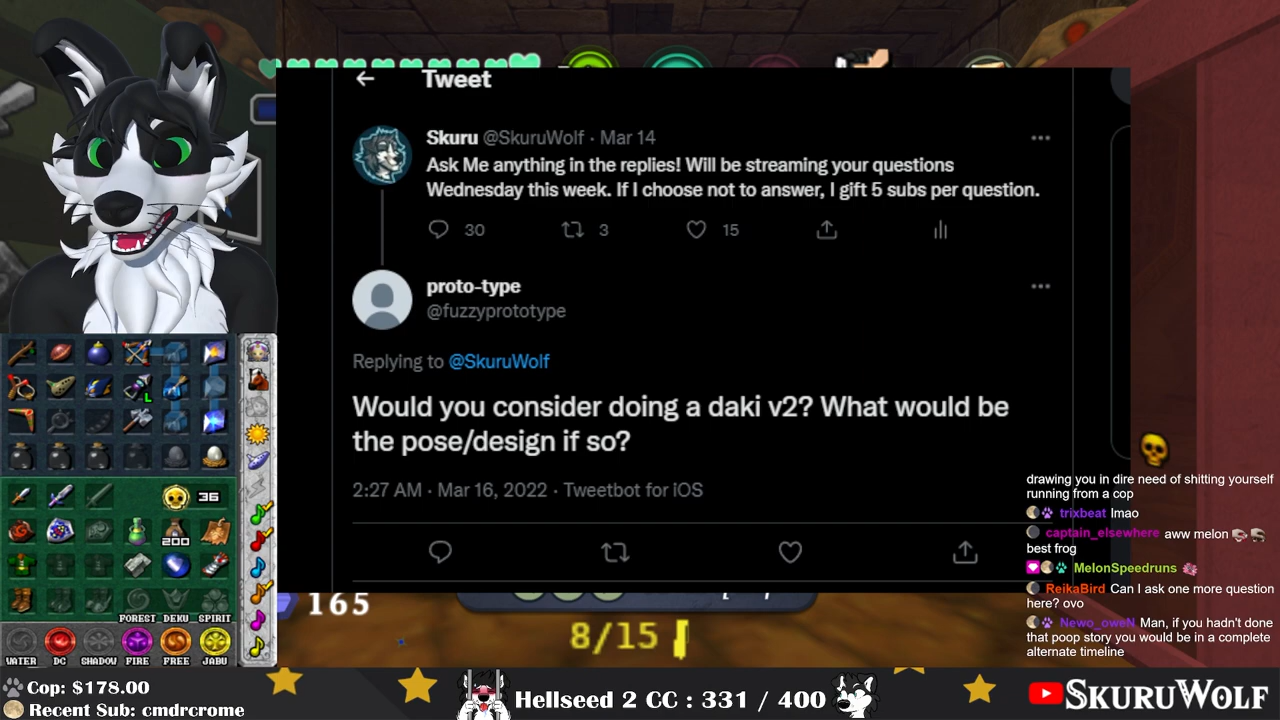 Tweet
Skuru @SkuruWolf · Mar 14
Ask Me anything in the replies! Will be streaming your questions
Wednesday this week. If I choose not to answer, I gift 5 subs per question.
30 3 15
proto-type
@fuzzyprototype
Replying to @SkuruWolf
Would you consider doing a daki v2? What would be
the pose/design if so?
2:27 AM · Mar 16, 2022 · Tweetbot for iOS
L
36
200
FOREST DEKU SPIRIT
WATER DC SHADOW FIRE FREE JABU
165
8/15
drawing you in dire need of shitting yourself
running from a cop
trixbeat lmao
captain_elsewhere aww melon
best frog
MelonSpeedruns
ReikaBird Can I ask one more question
here? ovo
Newo_oweN Man, if you hadn't done
that poop story you would be in a complete
alternate timeline
Cop: $178.00
Recent Sub: cmdrcrome
Hellseed 2 CC : 331 / 400
SKURUWOLF